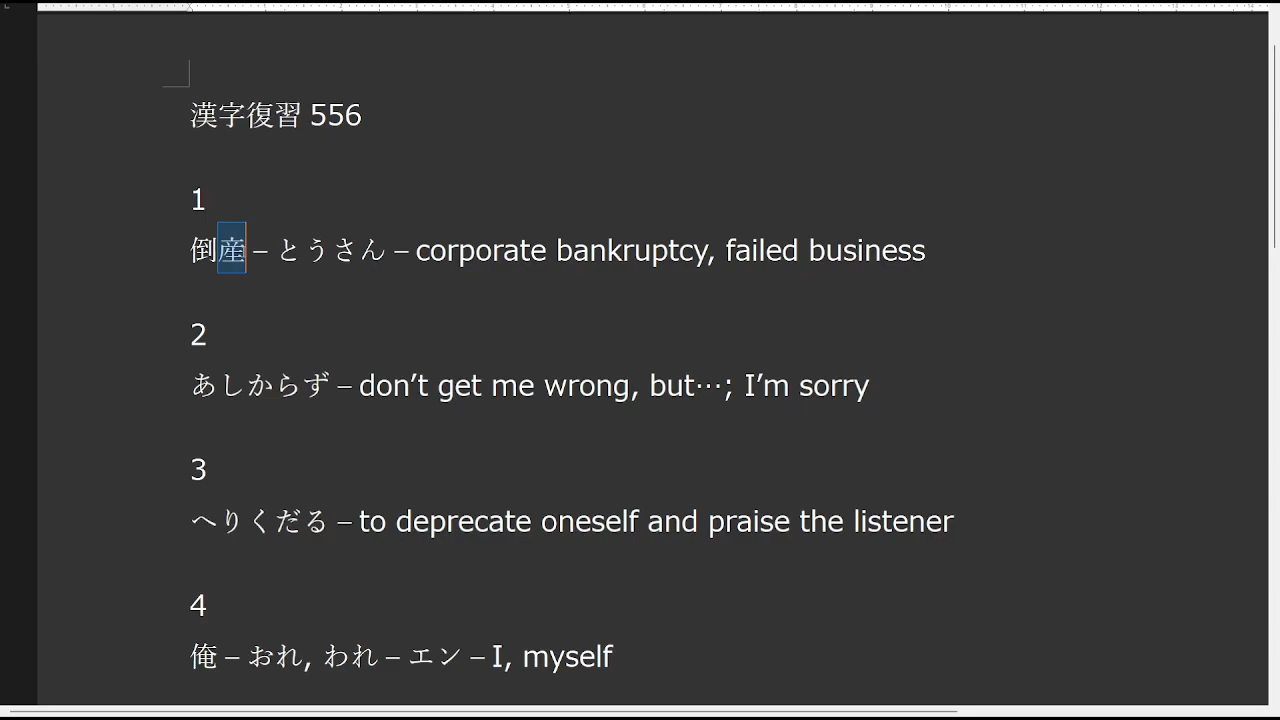 漢字復習 556
1
倒産 – とうさん – corporate bankruptcy, failed business
2
あしからず – don’t get me wrong, but…; I’m sorry
3
へりくだる – to deprecate oneself and praise the listener
4
俺 – おれ, われ – エン – I, myself